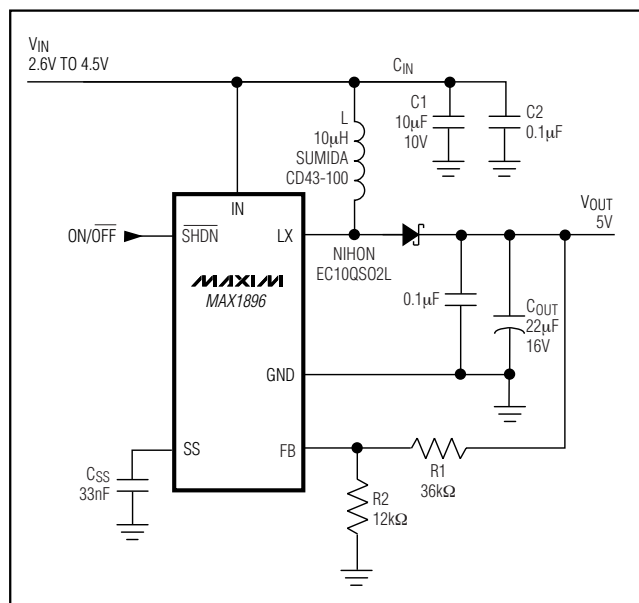 VIN
2.6V TO 4.5V
CIN
C1
10µF
10V
C2
0.1µF
L
10µH
SUMIDA
CD43-100
IN
VOUT
5V
ON/OFF
SHDN
LX
NIHON
EC10QSO2L
MAXIM
MAX1896
0.1µF
COUT
22µF
16V
GND
SS
FB
CSS
33nF
R1
36kΩ
R2
12kΩ